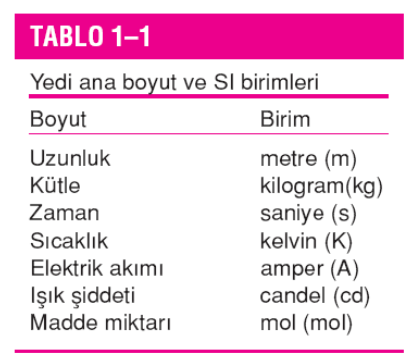 TABLO 1–1
Yedi ana boyut ve SI birimleri
Boyut Birim
Uzunluk metre (m)
Kütle kilogram(kg)
Zaman saniye (s)
Sıcaklık kelvin (K)
Elektrik akımı amper (A)
Işık şiddeti candel (cd)
Madde miktarı mol (mol)